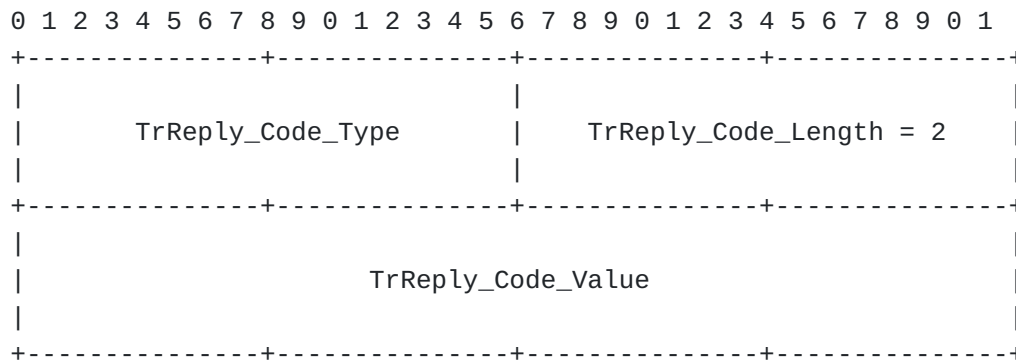 0 1 2 3 4 5 6 7 8 9 0 1 2 3 4 5 6 7 8 9 0 1 2 3 4 5 6 7 8 9 0 1
+---------------+---------------+---------------+---------------+
|                               |                               |
|       TrReply_Code_Type       |    TrReply_Code_Length = 2    |
|                               |                               |
+---------------+---------------+---------------+---------------+
|                                                               |
|                      TrReply_Code_Value                       |
|                                                               |
+---------------+---------------+---------------+---------------+